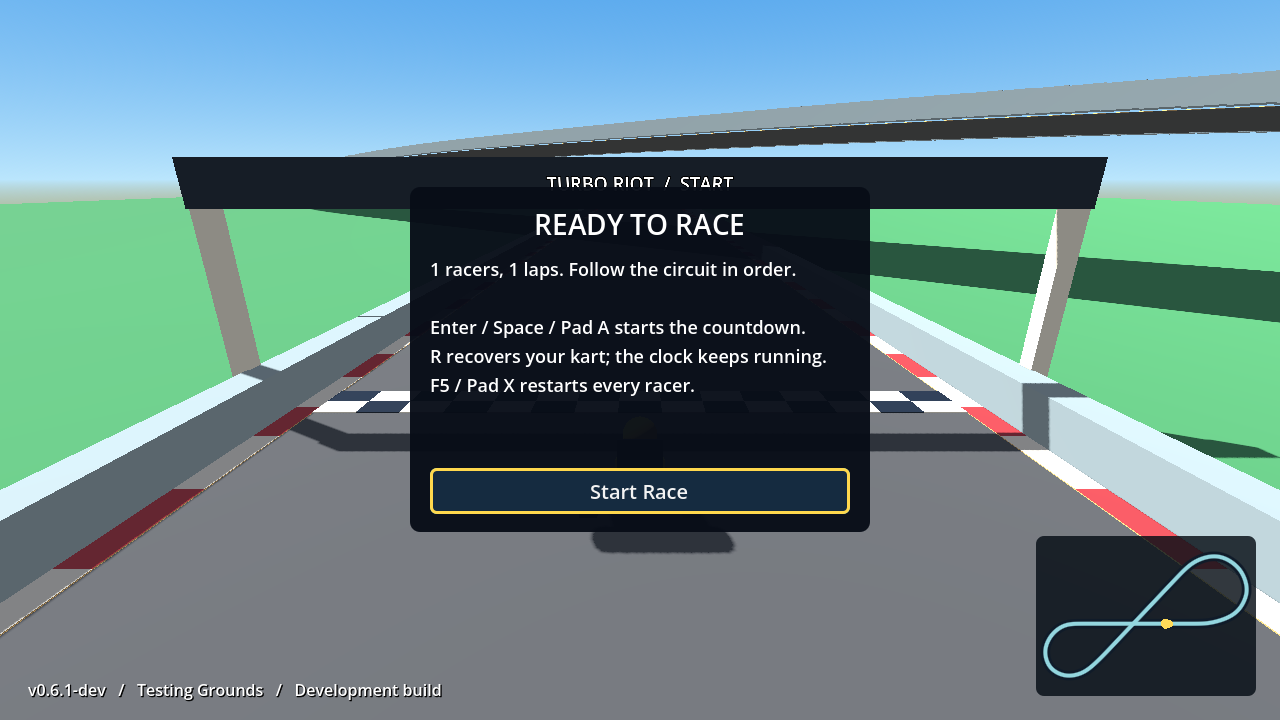 TURBO RIOT / START
READY TO RACE
1 racers, 1 laps. Follow the circuit in order.
Enter / Space / Pad A starts the countdown.
R recovers your kart; the clock keeps running.
F5 / Pad X restarts every racer.
Start Race
v0.6.1-dev / Testing Grounds / Development build